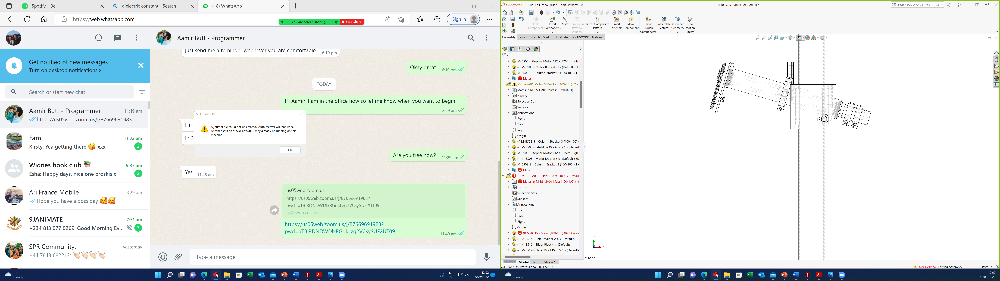 Spotify – Be
dielectric constant - Search
(18) WhatsApp
https://web.whatsapp.com
You are screen sharing
Stop Share
Sign in
Get notified of new messages
Turn on desktop notifications >
Search or start new chat
Aamir Butt - Programmer
11:49 am
https://us05web.zoom.us/j/87669691983?...
Fam
11:32 am
Kirsty: Yea getting there 😘 xxx
3
Widnes book club 📚
9:37 am
Esha: Happy days, nice one broskis x
2
Ari France Mobile
8:29 am
Hope you have a boss day 🥰🥰
9JANIMATE
7:51 am
+234 813 077 0269: Good Morning Ev...
3
SPR Community.
yesterday
+44 7843 682213: 👏🏻👏🏻👏🏻👏🏻
Aamir Butt - Programmer
Just send me a reminder whenever you are comfortable
6:10 pm
Okay great
6:10 pm
TODAY
Hi Aamir, I am in the office now so let me know when you want to begin
8:29 am
Hi
In 30
SOLIDWORKS
A journal file could not be created. Auto recover will not work.
Another session of SOLIDWORKS may already be running on this
machine.
OK
Are you free now?
11:29 am
Yes
11:48 am
us05web.zoom.us
https://us05web.zoom.us/j/87669691983?
pwd=aTBiRDNDWDlxRGdkLzg2VCsySUF2UT09
us05web.zoom.us
https://us05web.zoom.us/j/87669691983?
pwd=aTBiRDNDWDlxRGdkLzg2VCsySUF2UT09
11:49 am
Type a message
13°C
Cloudy
ENG
UK
12:02
27/09/2022
12
SOLIDWORKS
File Edit View Insert Tools Window
M-BS-GA01 Mast (100x100) (1) *
Search SOLIDWORKS Help
Edit Component
Insert Components
Mate
Component Preview Window
Linear Component Pattern
Smart Fasteners
Move Component
Show Hidden Components
Assembly Features
Reference Geometry
New Motion Study
Assembly Layout Sketch Markup Evaluate SOLIDWORKS Add-Ins
M-BS03 - Stepper Motor 112 X 57Mm High
(-) M-BS03 - Motor Bracket<1> (Default<<D
M-BS02-2 - Column Bracket 2 (100x100)<1>
Mates
M-BS-SA01 Motor & Brackets(100x100)<2>
Mates in M-BS-GA01 Mast (100x100) (1)
History
Selection Sets
Sensors
Annotations
Front
Top
Right
Origin
(f) M-BS02-3 - Column Bracket 3 (100x100)<
(-) M-BS05 - 84ABT 5-30 - ABPT<1> (Defaul
M-BS03 - Stepper Motor 112 X 57Mm High
(-) M-BS03 - Motor Bracket<1> (Default<<D
M-BS02-2 - Column Bracket 2 (100x100)<1>
Mates
(-) M-BS-SA02 - Slider (100x100)<1> (Defau
Mates in M-BS-GA01 Mast (100x100) (1)
History
Selection Sets
Sensors
Annotations
Front
Top
Right
Origin
(f) M-BS15 - Slider (100x100) (Belt Gap)<
(-) M-BS14 - Belt Retainer 2<2> (Default)
(-) M-BS16 - Slider Pivot<1> (Default)
(-) M-BS17 - Slider Pivot Part 2<1> (Default)
Y
X
*Front
Model
Motion Study 1
SOLIDWORKS Professional 2021 SP5.0
Over Defined
Editing Assembly
Custom
13°C
Cloudy
12:02
27/09/2022